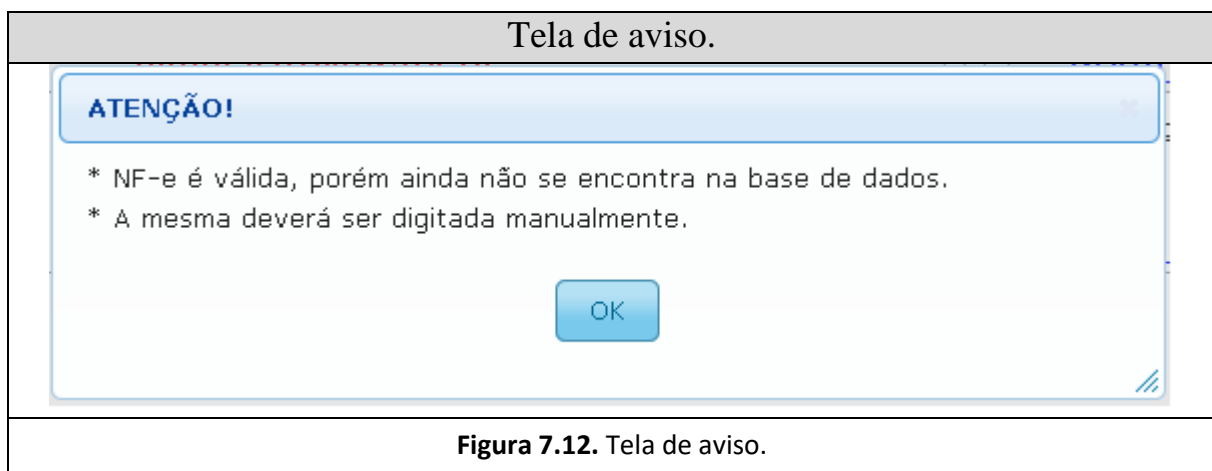 Tela de aviso.
ATENÇÃO!
* NF-e é válida, porém ainda não se encontra na base de dados.
* A mesma deverá ser digitada manualmente.
OK
Figura 7.12. Tela de aviso.